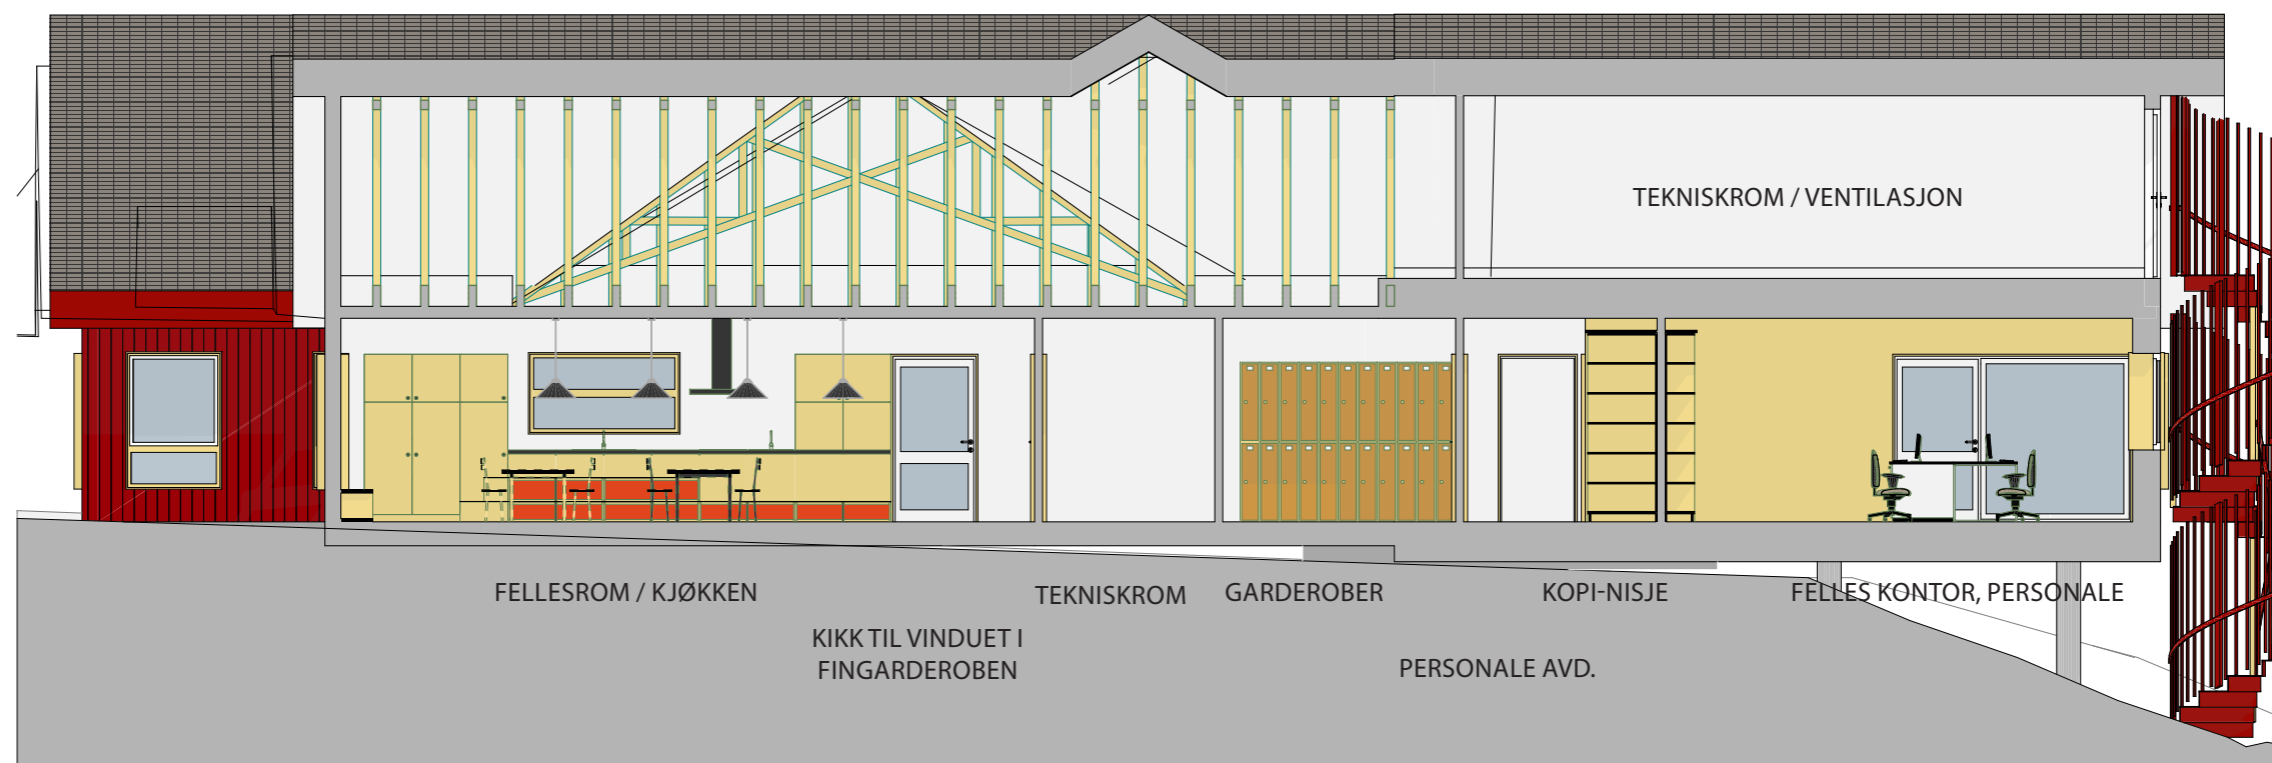 TEKNISKROM / VENTILASJON
FELLESROM / KJØKKEN
TEKNISKROM
GARDEROBER
KOPI-NISJE
FELLES KONTOR, PERSONALE
KIKK TIL VINDUET I
FINGARDEROBEN
PERSONALE AVD.